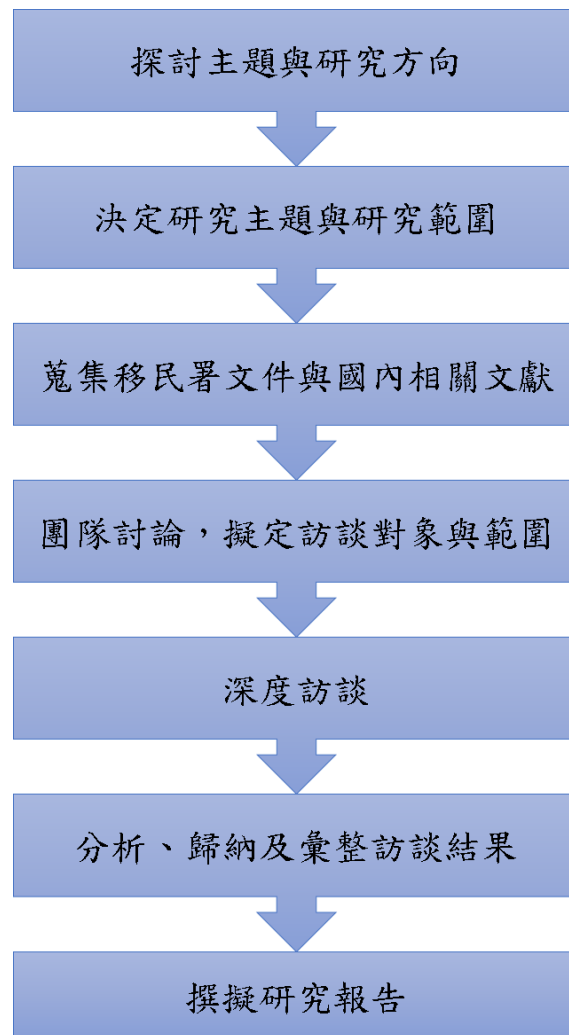 探討主題與研究方向
決定研究主題與研究範圍
蒐集移民署文件與國內相關文獻
團隊討論，擬定訪談對象與範圍
深度訪談
分析、歸納及彙整訪談結果
撰擬研究報告